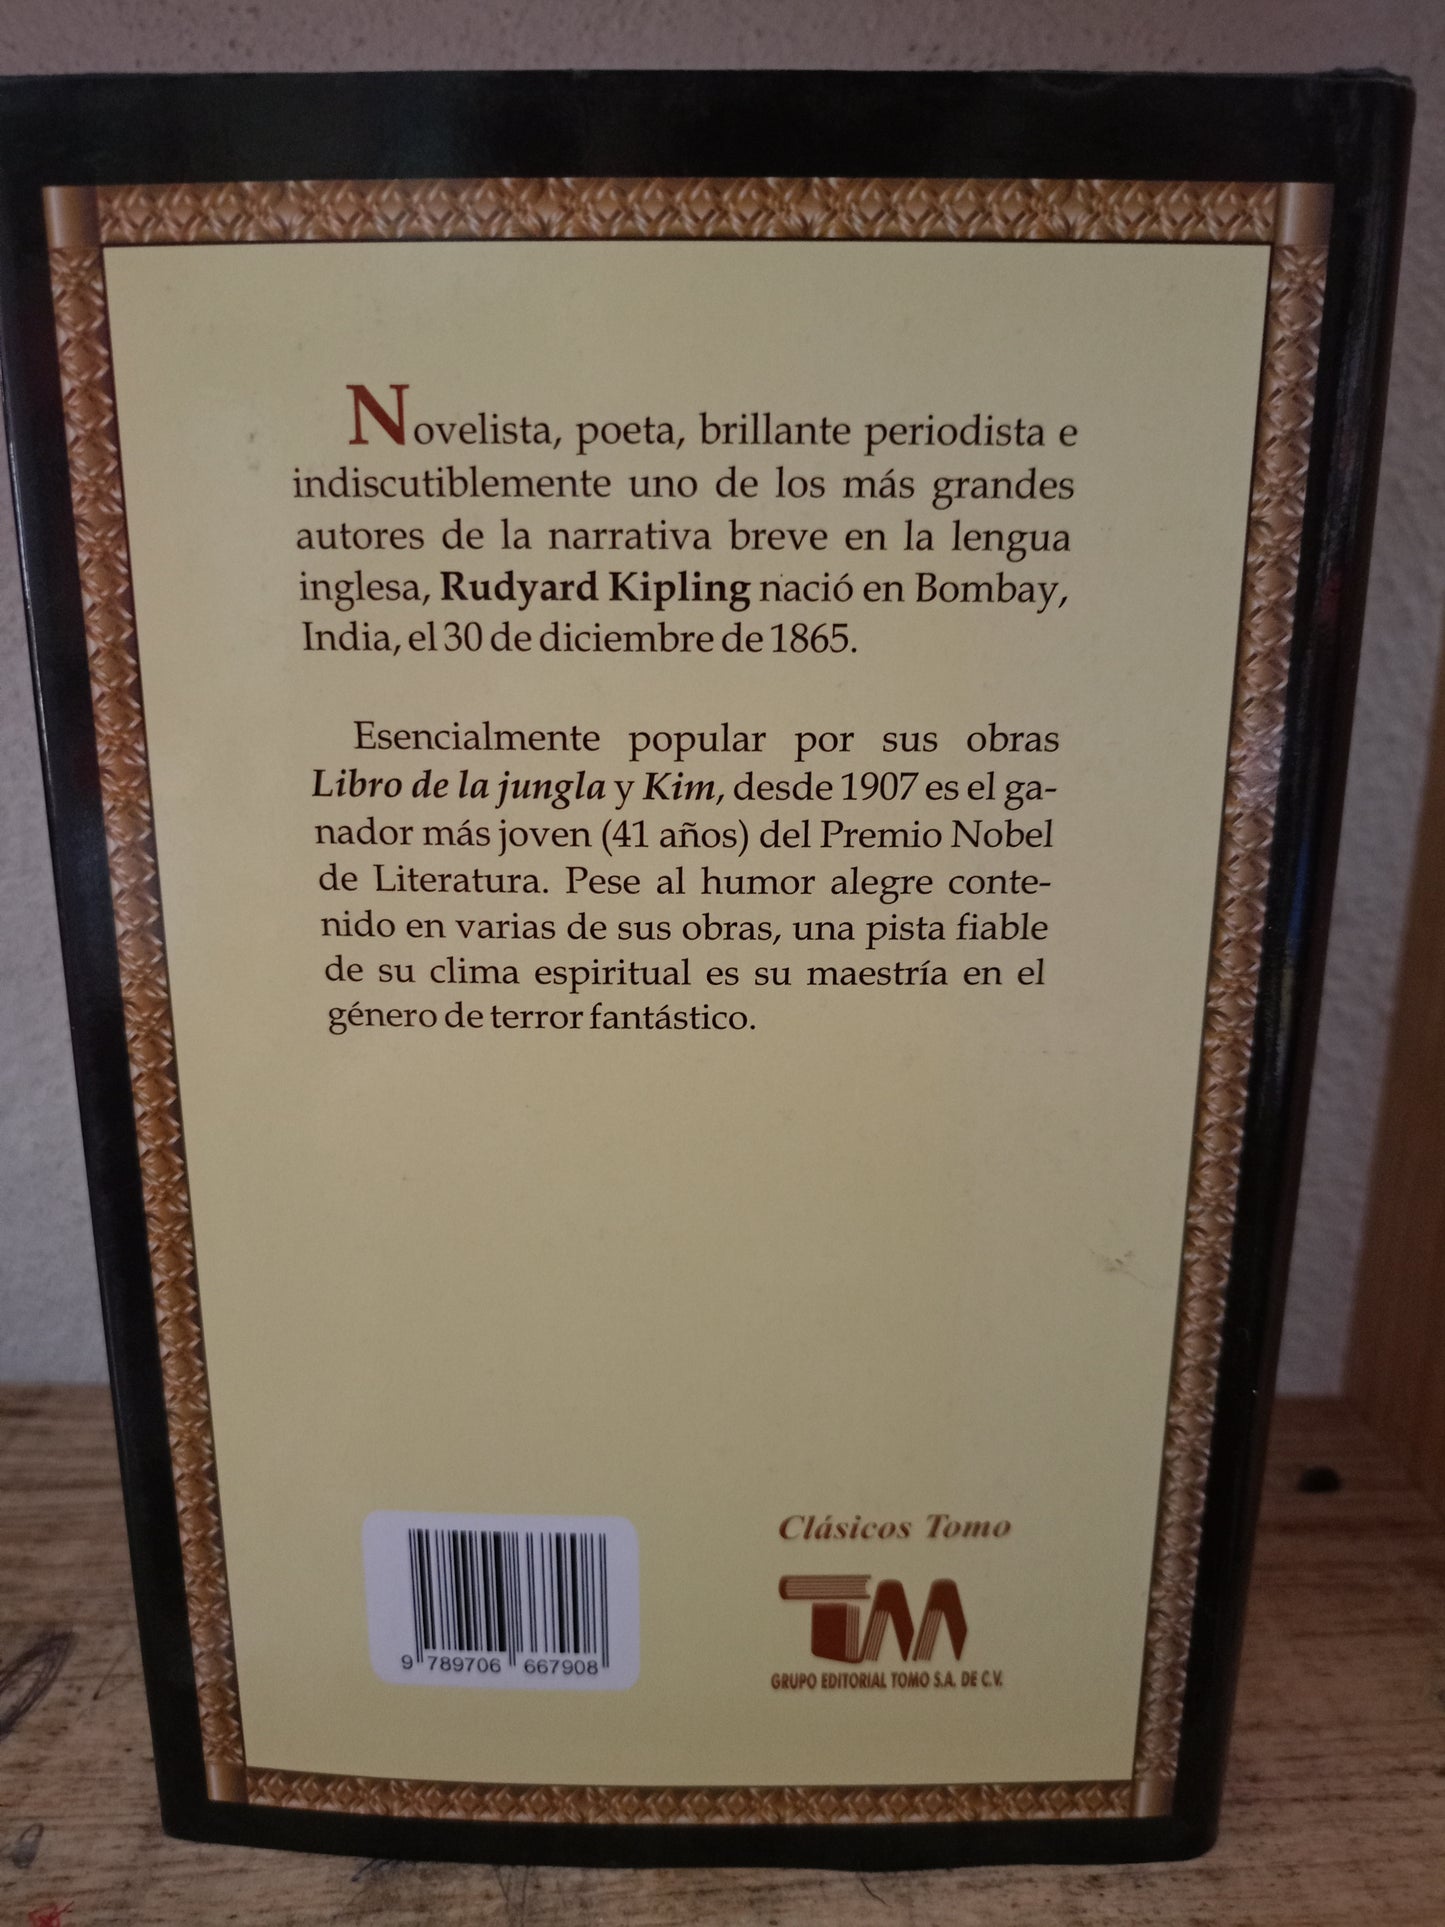 Novelista, poeta, brillante periodista e
indiscutiblemente uno de los más grandes
autores de la narrativa breve en la lengua
inglesa, Rudyard Kipling nació en Bombay,
India, el 30 de diciembre de 1865.
Esencialmente popular por sus obras
Libro de la jungla y Kim, desde 1907 es el ga-
nador más joven (41 años) del Premio Nobel
de Literatura. Pese al humor alegre conte-
nido en varias de sus obras, una pista fiable
de su clima espiritual es su maestría en el
género de terror fantástico.
Clásicos Tomo
TM
GRUPO EDITORIAL TOMO S.A. DE C.V.
9 789706 667908